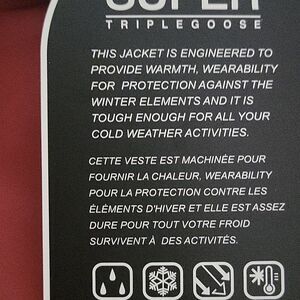 SUPER
TRIPLEGOOSE
THIS JACKET IS ENGINEERED TO
PROVIDE WARMTH, WEARABILITY
FOR PROTECTION AGAINST THE
WINTER ELEMENTS AND IT IS
TOUGH ENOUGH FOR ALL YOUR
COLD WEATHER ACTIVITIES.
CETTE VESTE EST MACHINÉE POUR
FOURNIR LA CHALEUR, WEARABILITY
POUR LA PROTECTION CONTRE LES
ÉLÉMENTS D'HIVER ET ELLE EST ASSEZ
DURE POUR TOUT VOTRE FROID
SURVIVENT À DES ACTIVITÉS.